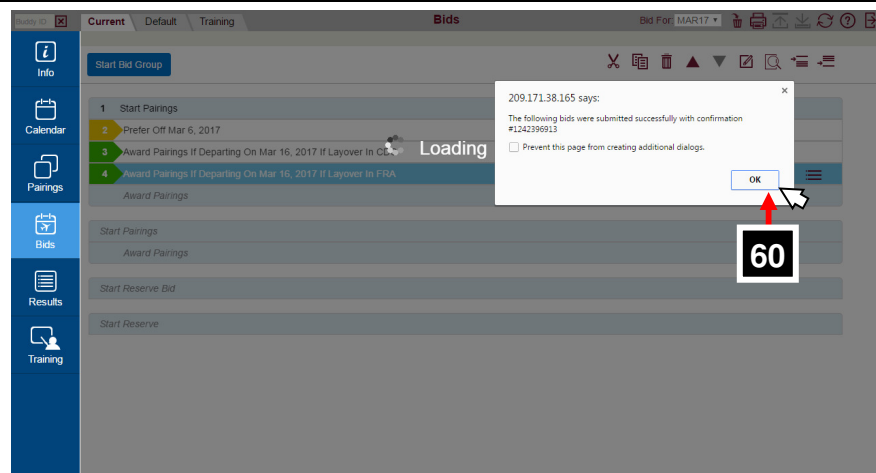 Buddy ID
Current Default Training Bids Bid For MAR17
Info
Calendar
Pairings
Bids
Results
Training
Start Bid Group
1 Start Pairings
2 Prefer Off Mar 6, 2017
3 Award Pairings If Departing On Mar 16, 2017 If Layover In
4 Award Pairings If Departing On Mar 16, 2017 If Layover In FRA
Award Pairings
Start Pairings
Award Pairings
Start Reserve Bid
Start Reserve
Loading
209.171.38.165 says:
The following bids were submitted successfully with confirmation
#1242396913
Prevent this page from creating additional dialogs.
OK
60